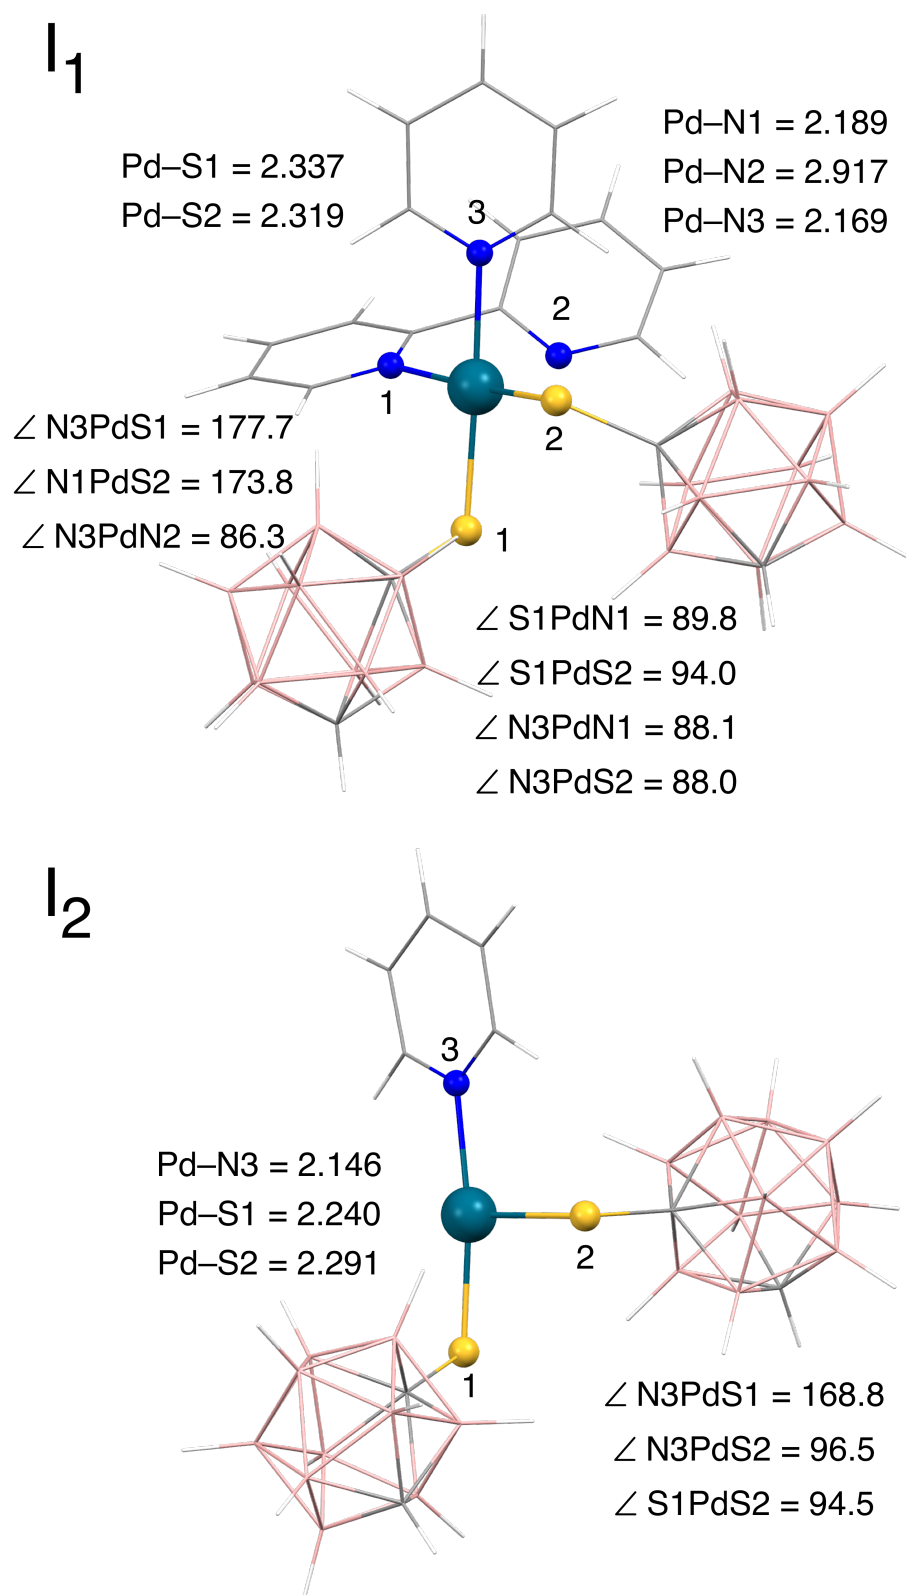 I1
Pd–S1 = 2.337
Pd–S2 = 2.319
Pd–N1 = 2.189
Pd–N2 = 2.917
Pd–N3 = 2.169
3
2
1
2
1
∠ N3PdS1 = 177.7
∠ N1PdS2 = 173.8
∠ N3PdN2 = 86.3
∠ S1PdN1 = 89.8
∠ S1PdS2 = 94.0
∠ N3PdN1 = 88.1
∠ N3PdS2 = 88.0
I2
3
Pd–N3 = 2.146
Pd–S1 = 2.240
Pd–S2 = 2.291
2
1
∠ N3PdS1 = 168.8
∠ N3PdS2 = 96.5
∠ S1PdS2 = 94.5